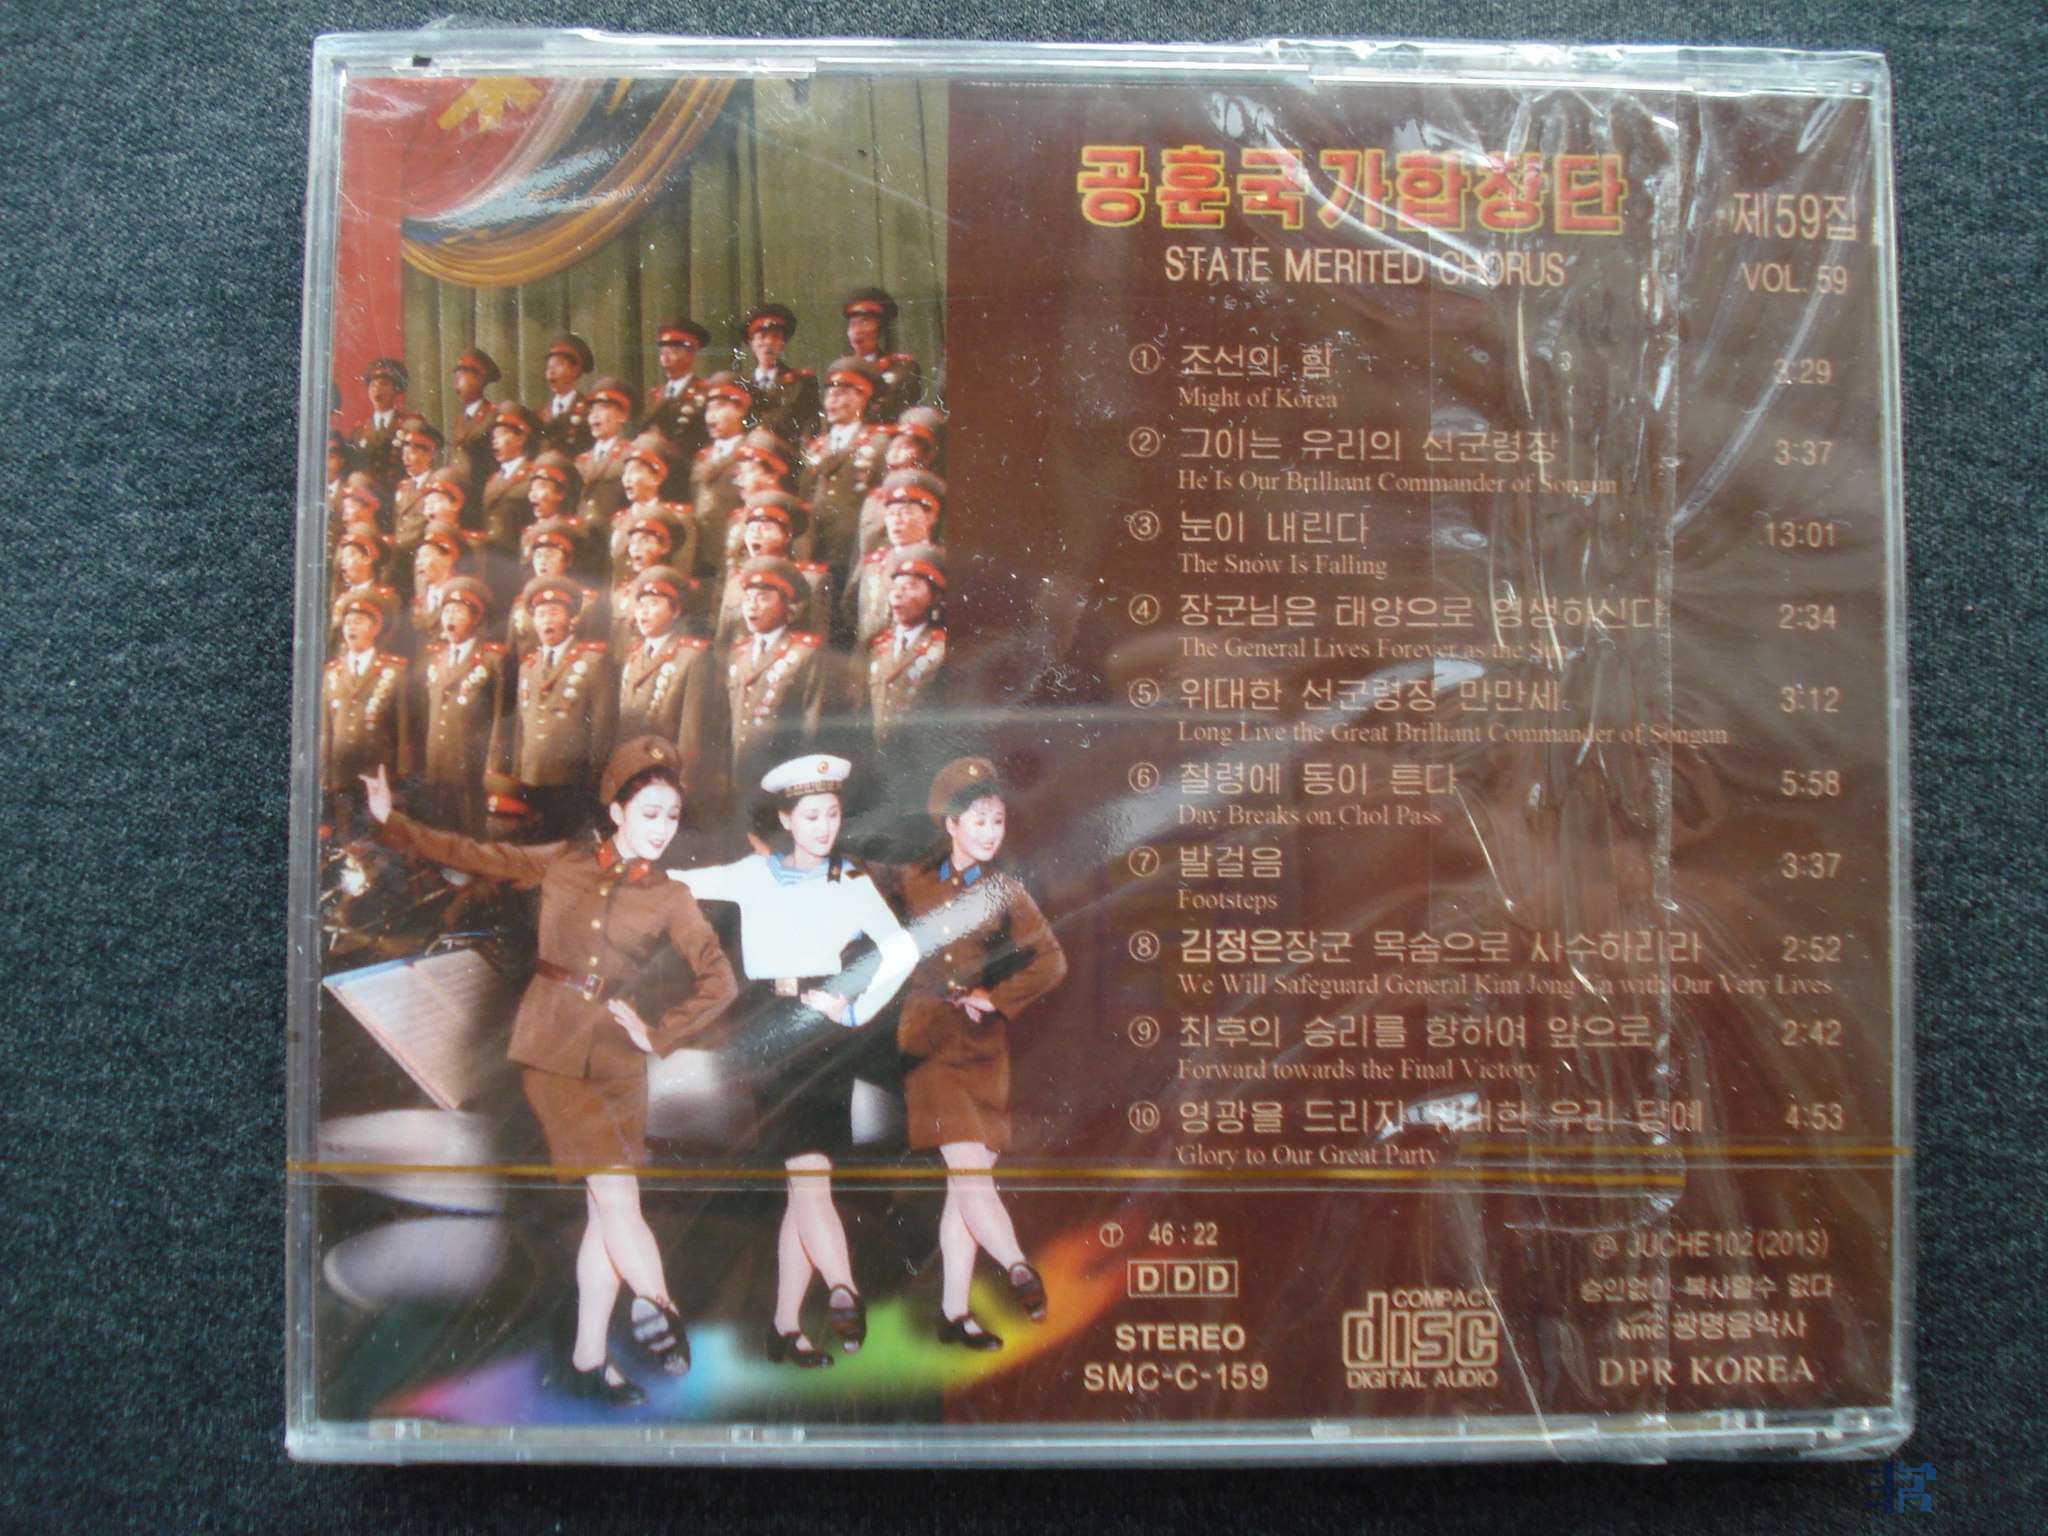 공훈국가합창단
STATE MERITED CHORUS
제59집
VOL. 59
① 조선의 힘 3:29
Might of Korea
② 그이는 우리의 선군령장 3:37
He Is Our Brilliant Commander of Songun
③ 눈이 내린다 13:01
The Snow Is Falling
④ 장군님은 태양으로 영생하신다 2:34
The General Lives Forever as the Sun
⑤ 위대한 선군령장 만만세 3:12
Long Live the Great Brilliant Commander of Songun
⑥ 철령에 동이 튼다 5:58
Day Breaks on Chol Pass
⑦ 발걸음 3:37
Footsteps
⑧ 김정은장군 목숨으로 사수하리라 2:52
We Will Safeguard General Kim Jong Un with Our Very Lives
⑨ 최후의 승리를 향하여 앞으로 2:42
Forward towards the Final Victory
⑩ 영광을 드리자 위대한 우리 당에 4:53
Glory to Our Great Party
Ⓣ 46:22
DDD
STEREO
SMC-C-159
COMPACT
disc
DIGITAL AUDIO
Ⓟ JUCHE102(2013)
승인없이 복사할수 없다
kmc 광명음악사
DPR KOREA